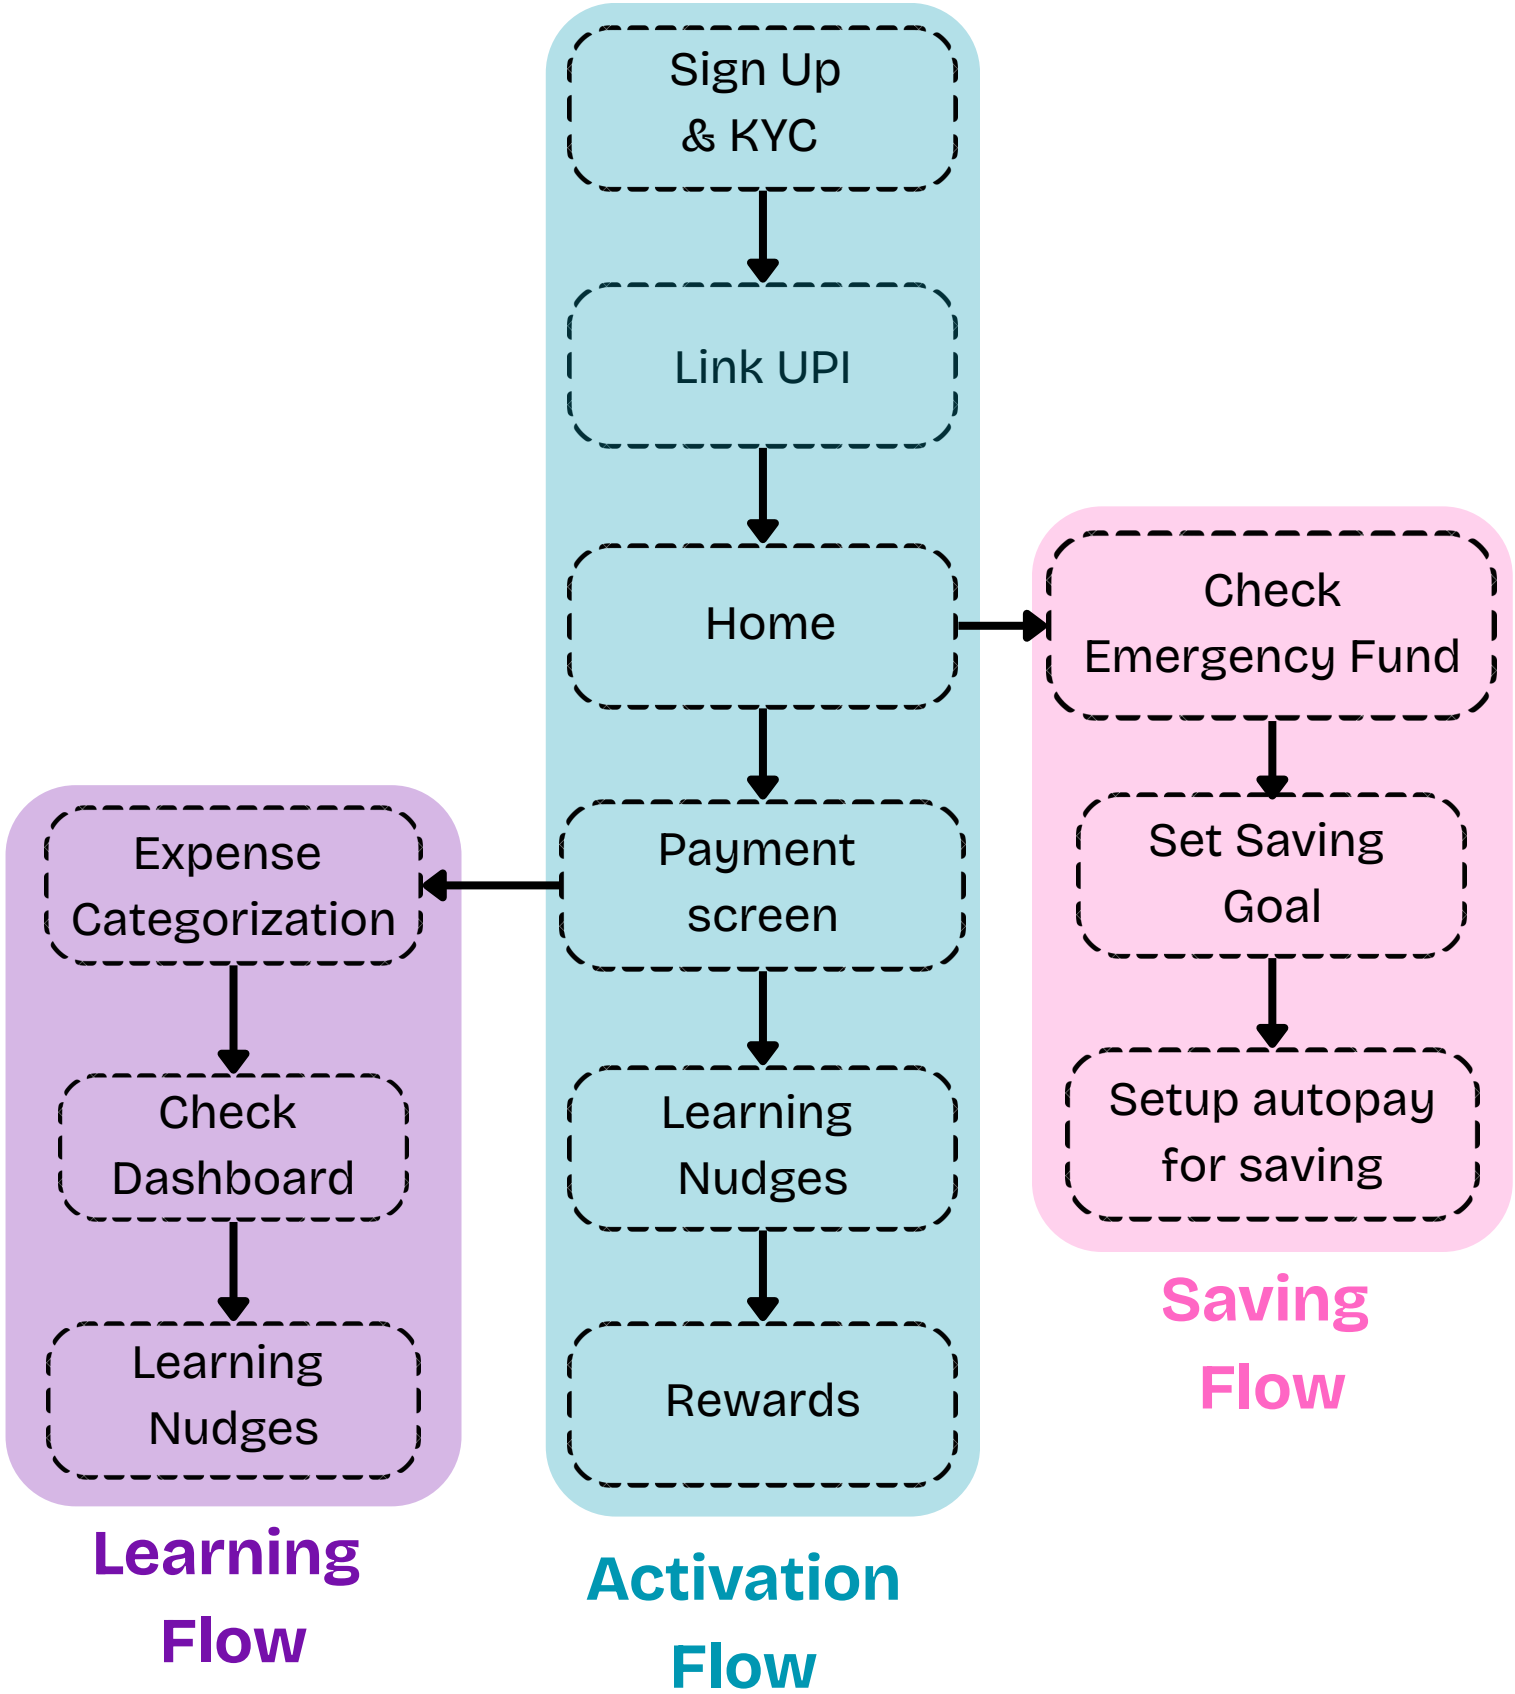 Sign Up
& KYC
Link UPI
Home
Payment
screen
Learning
Nudges
Rewards
Activation
Flow
Check
Emergency Fund
Set Saving
Goal
Setup autopay
for saving
Saving
Flow
Expense
Categorization
Check
Dashboard
Learning
Nudges
Learning
Flow